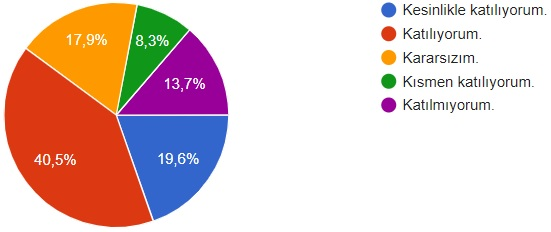 Kesinlikle katılıyorum.
Katılıyorum.
Kararsızım.
Kısmen katılıyorum.
Katılmıyorum.
17,9%
8,3%
13,7%
40,5%
19,6%